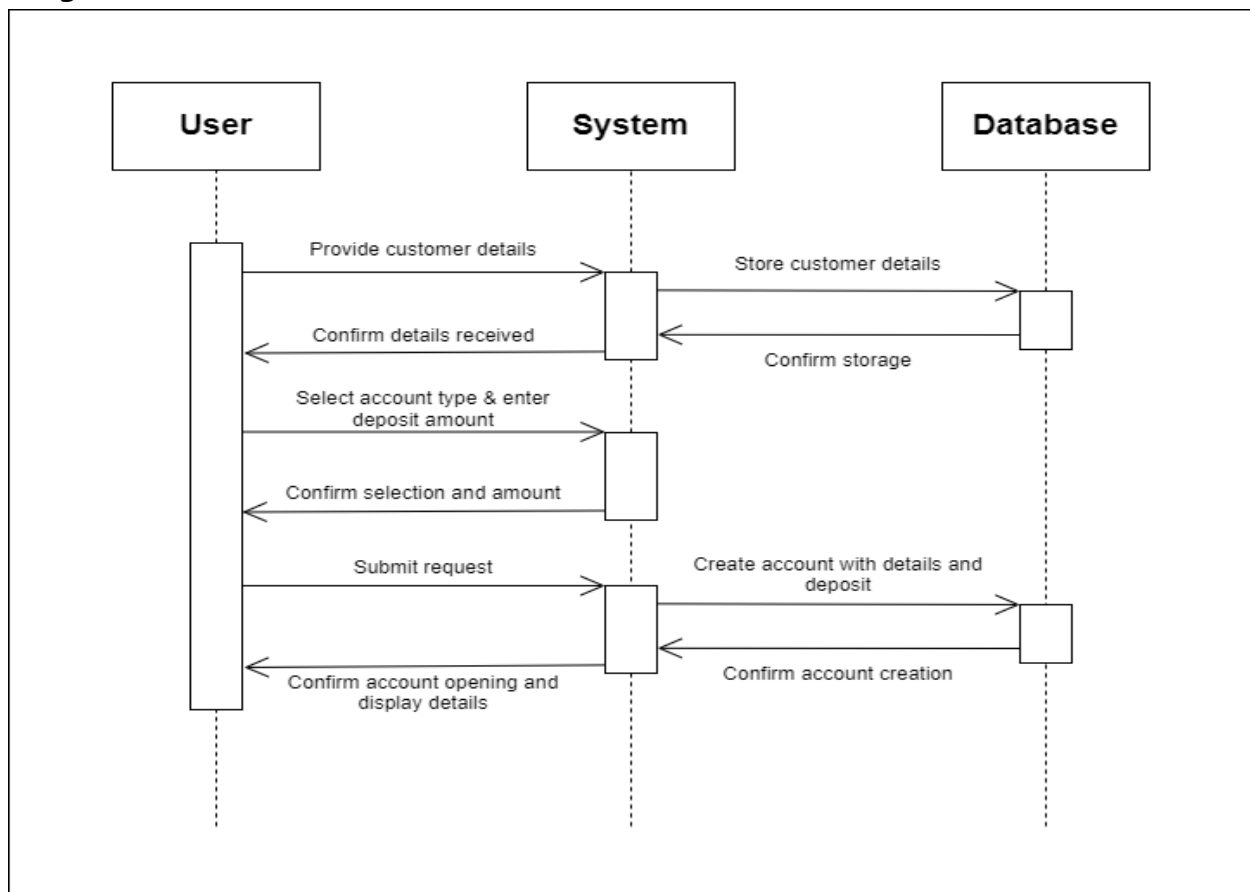 User
System
Database
Provide customer details
Store customer details
Confirm details received
Confirm storage
Select account type & enter
deposit amount
Confirm selection and amount
Submit request
Create account with details and
deposit
Confirm account creation
Confirm account opening and
display details